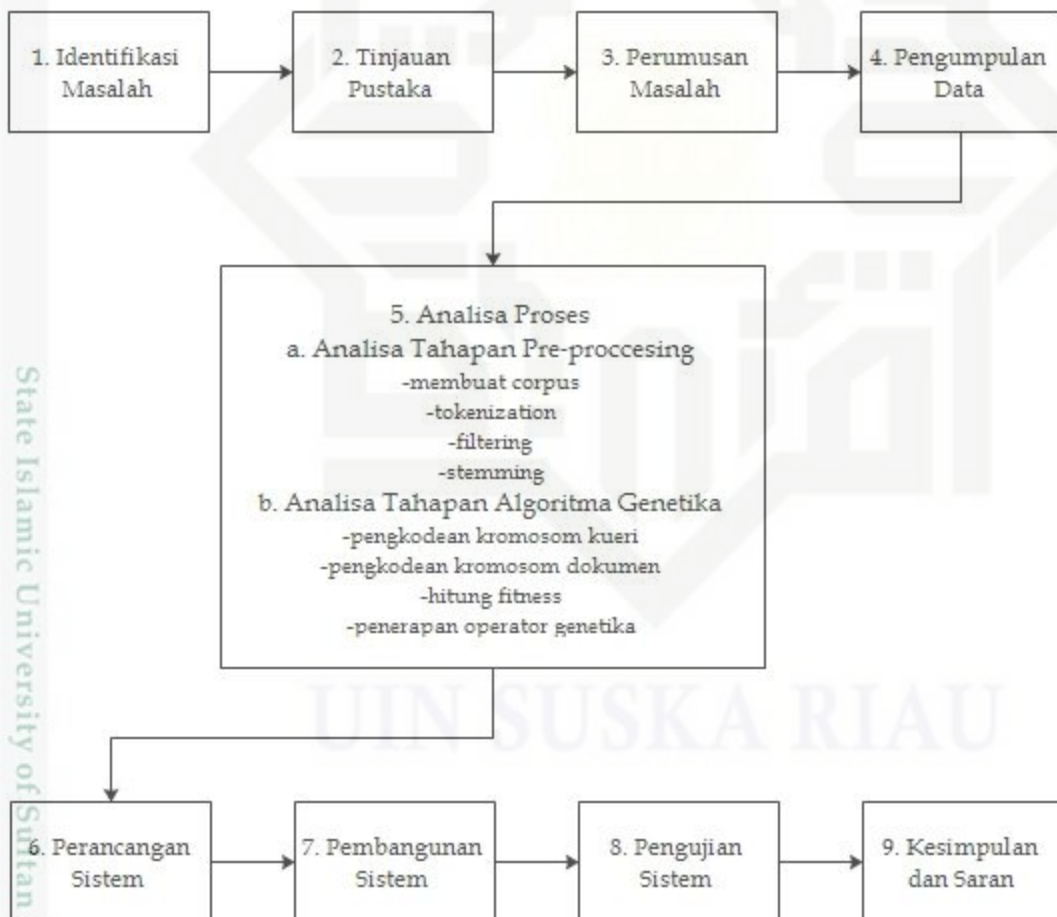 1. Identifikasi
Masalah
2. Tinjauan
Pustaka
3. Perumusan
Masalah
4. Pengumpulan
Data
5. Analisa Proses
a. Analisa Tahapan Pre-proccesing
-membuat corpus
-tokenization
-filtering
-stemming
b. Analisa Tahapan Algoritma Genetika
-pengkodean kromosom kueri
-pengkodean kromosom dokumen
-hitung fitness
-penerapan operator genetika
6. Perancangan
Sistem
7. Pembangunan
Sistem
8. Pengujian
Sistem
9. Kesimpulan
dan Saran
State Islamic University of Sultan
UIN SUSKA RIAU